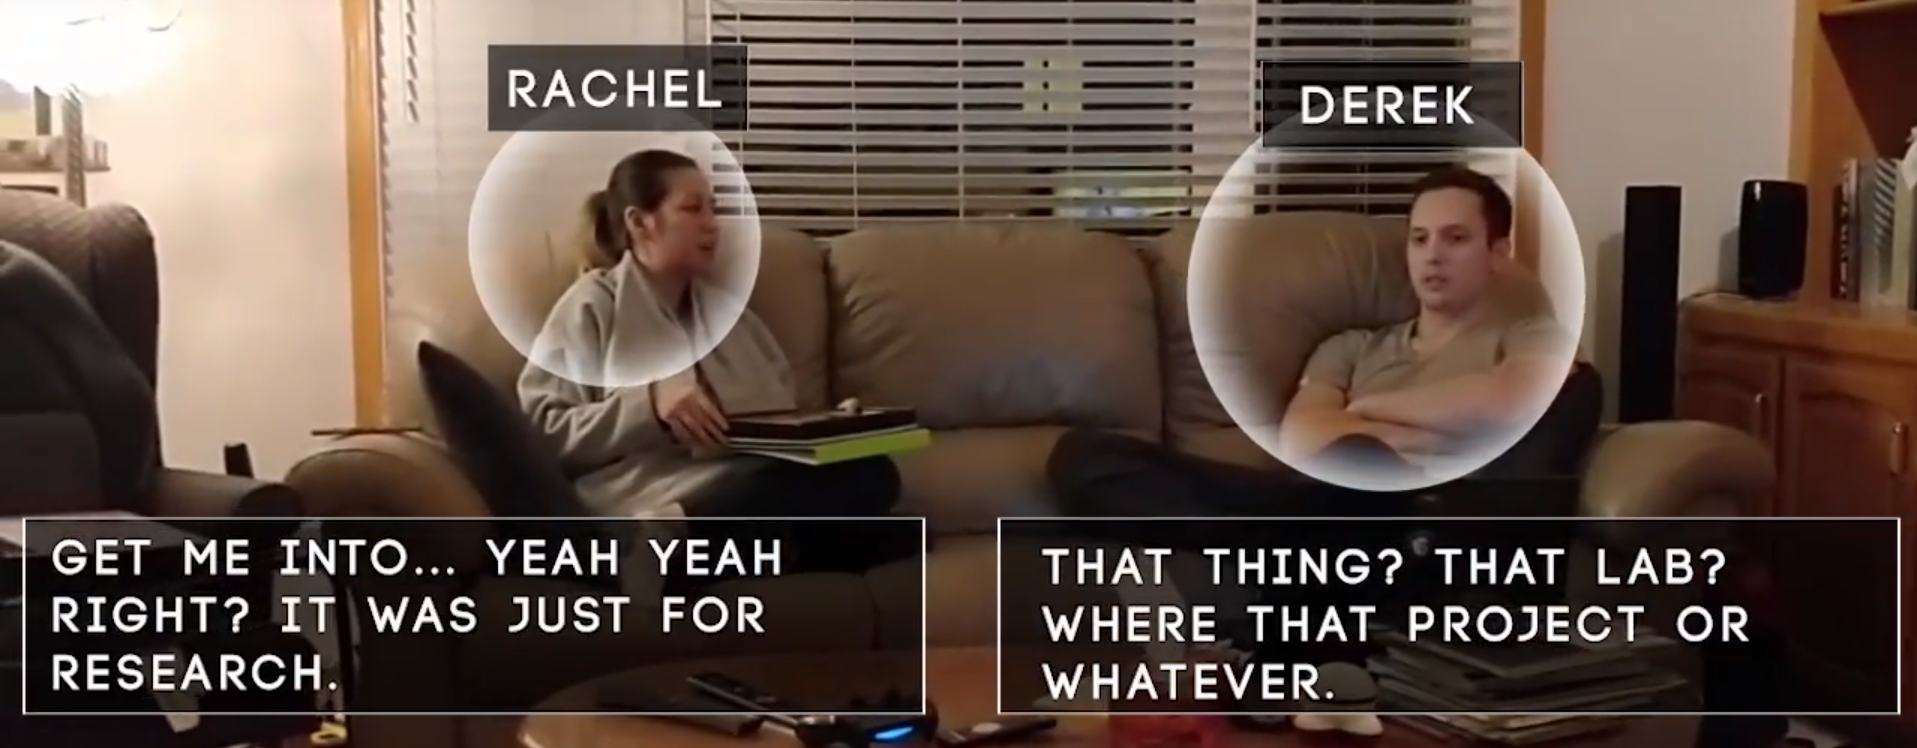 RACHEL
DEREK
GET ME INTO... YEAH YEAH
RIGHT? IT WAS JUST FOR
RESEARCH.
THAT THING? THAT LAB?
WHERE THAT PROJECT OR
WHATEVER.